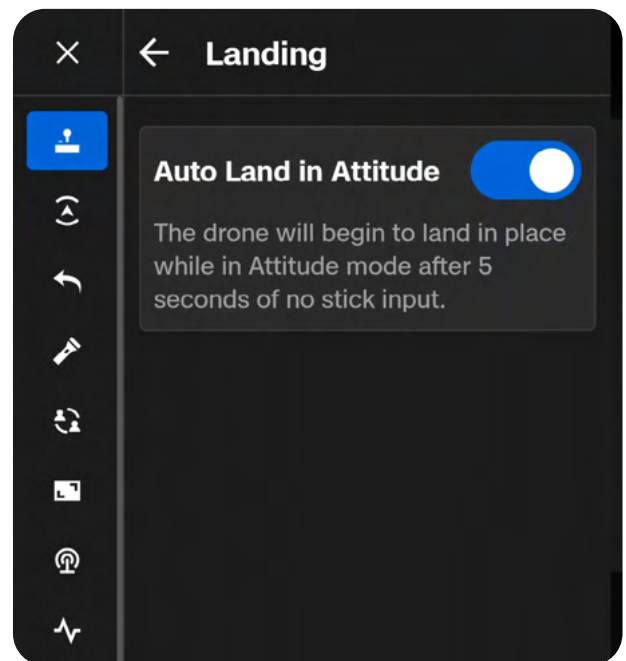 Landing
Auto Land in Attitude
The drone will begin to land in place
while in Attitude mode after 5
seconds of no stick input.